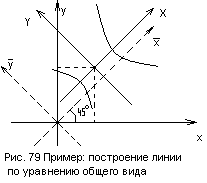 y
Y
X
x̄
ȳ
45°
x
Рис. 79 Пример: построение линии
по уравнению общего вида